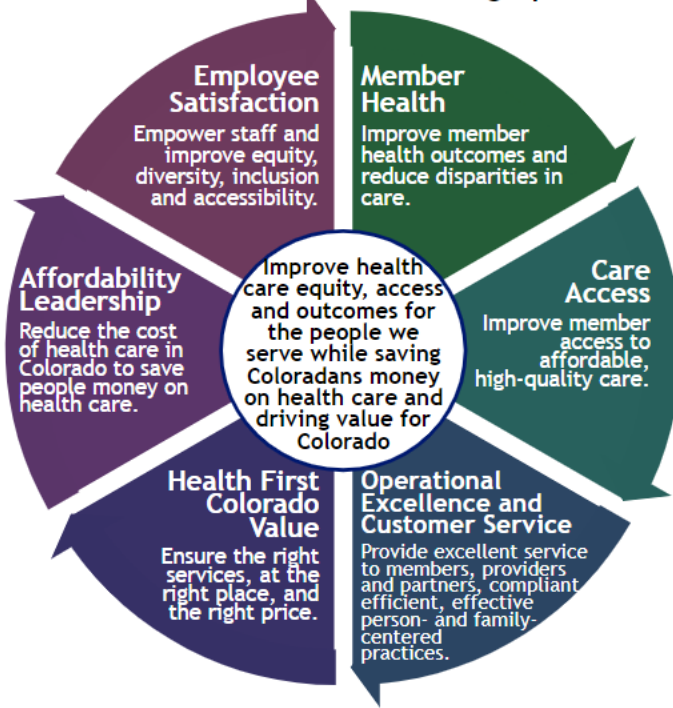 Employee
Satisfaction
Empower staff and
improve equity,
diversity, inclusion
and accessibility.
Member
Health
Improve member
health outcomes and
reduce disparities in
care.
Care
Access
Improve member
access to
affordable,
high-quality care.
Operational
Excellence and
Customer Service
Provide excellent service
to members, providers
and partners, compliant
efficient, effective
person- and family-
centered
practices.
Health First
Colorado
Value
Ensure the right
services, at the
right place, and
the right price.
Affordability
Leadership
Reduce the cost
of health care in
Colorado to save
people money on
health care.
Improve health
care equity, access
and outcomes for
the people we
serve while saving
Coloradans money
on health care and
driving value for
Colorado